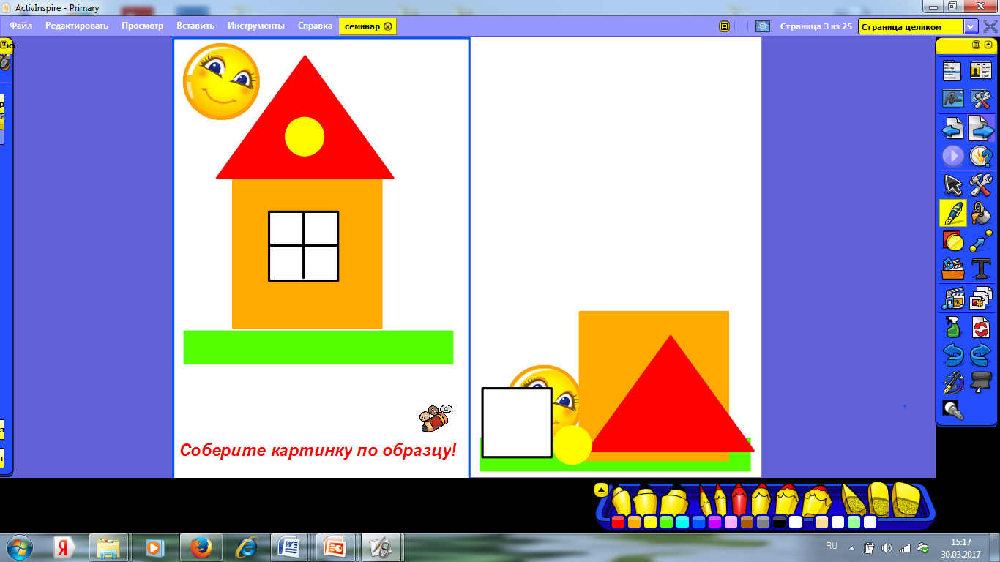 ActivInspire - Primary
Файл Редактировать Просмотр Вставить Инструменты Справка семинар Страница 3 из 25 Страница целиком
Соберите картинку по образцу!
RU 15:17
30.03.2017